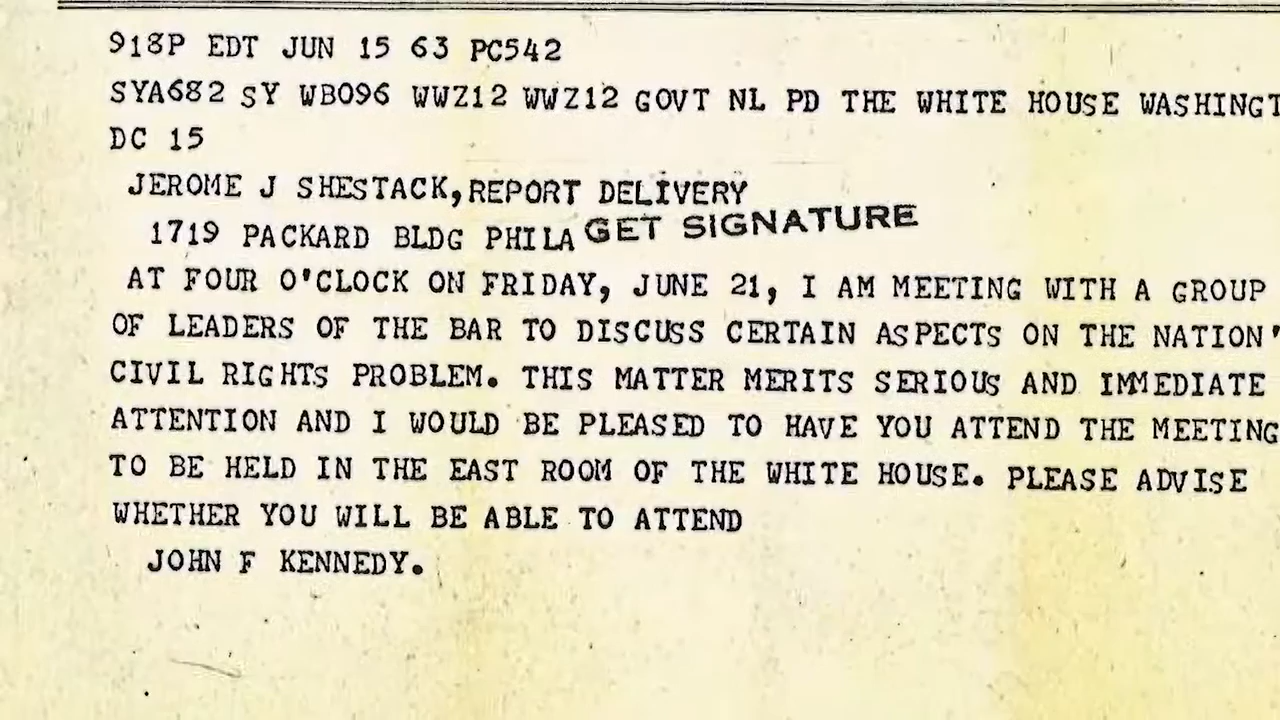 918P EDT JUN 15 63 PC542
SYA682 SY WB096 WWZ12 WWZ12 GOVT NL PD THE WHITE HOUSE WASHINGT
DC 15
JEROME J SHESTACK, REPORT DELIVERY
1719 PACKARD BLDG PHILA GET SIGNATURE
AT FOUR O'CLOCK ON FRIDAY, JUNE 21, I AM MEETING WITH A GROUP
OF LEADERS OF THE BAR TO DISCUSS CERTAIN ASPECTS ON THE NATION'
CIVIL RIGHTS PROBLEM. THIS MATTER MERITS SERIOUS AND IMMEDIATE
ATTENTION AND I WOULD BE PLEASED TO HAVE YOU ATTEND THE MEETING
TO BE HELD IN THE EAST ROOM OF THE WHITE HOUSE. PLEASE ADVISE
WHETHER YOU WILL BE ABLE TO ATTEND
JOHN F KENNEDY.